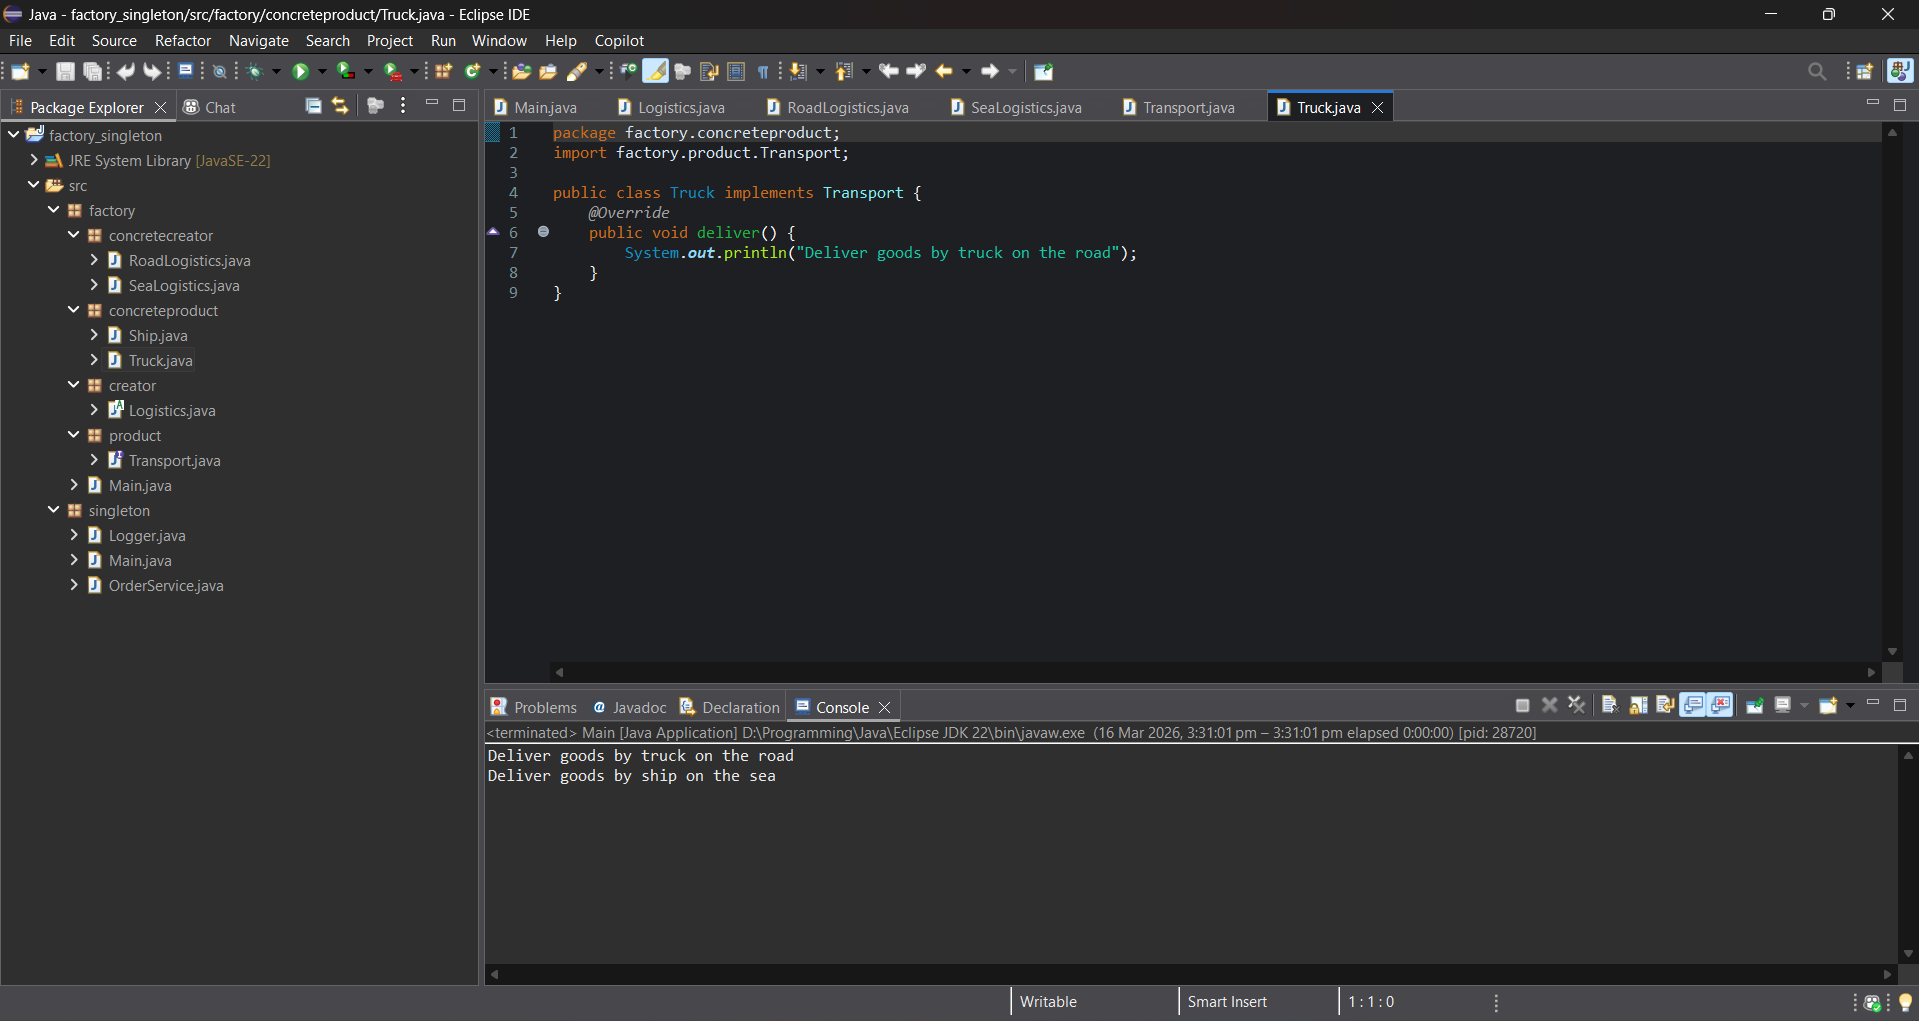 Java - factory_singleton/src/factory/concreteproduct/Truck.java - Eclipse IDE
File Edit Source Refactor Navigate Search Project Run Window Help Copilot
Package Explorer
Chat
factory_singleton
JRE System Library [JavaSE-22]
src
factory
concretecreator
RoadLogistics.java
SeaLogistics.java
concreteproduct
Ship.java
Truck.java
creator
Logistics.java
product
Transport.java
Main.java
singleton
Logger.java
Main.java
OrderService.java
Main.java Logistics.java RoadLogistics.java SeaLogistics.java Transport.java Truck.java
1 package factory.concreteproduct;
2 import factory.product.Transport;
3
4 public class Truck implements Transport {
5 @Override
6 public void deliver() {
7 System.out.println("Deliver goods by truck on the road");
8 }
9 }
Problems Javadoc Declaration Console
<terminated> Main [Java Application] D:\Programming\Java\Eclipse JDK 22\bin\javaw.exe (16 Mar 2026, 3:31:01 pm – 3:31:01 pm elapsed 0:00:00) [pid: 28720]
Deliver goods by truck on the road
Deliver goods by ship on the sea
Writable Smart Insert 1 : 1 : 0